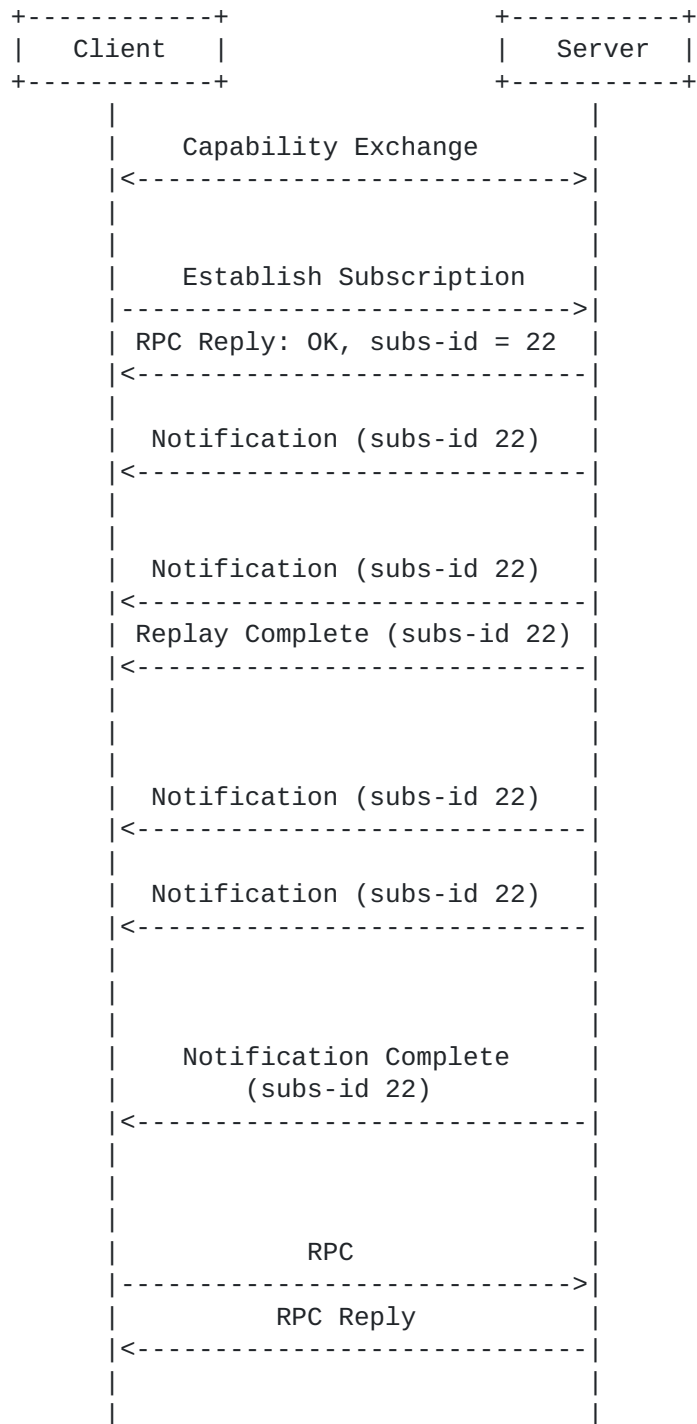 Client Server
Capability Exchange
Establish Subscription
RPC Reply: OK, subs-id = 22
Notification (subs-id 22)
Notification (subs-id 22)
Replay Complete (subs-id 22)
Notification (subs-id 22)
Notification (subs-id 22)
Notification Complete
(subs-id 22)
RPC
RPC Reply